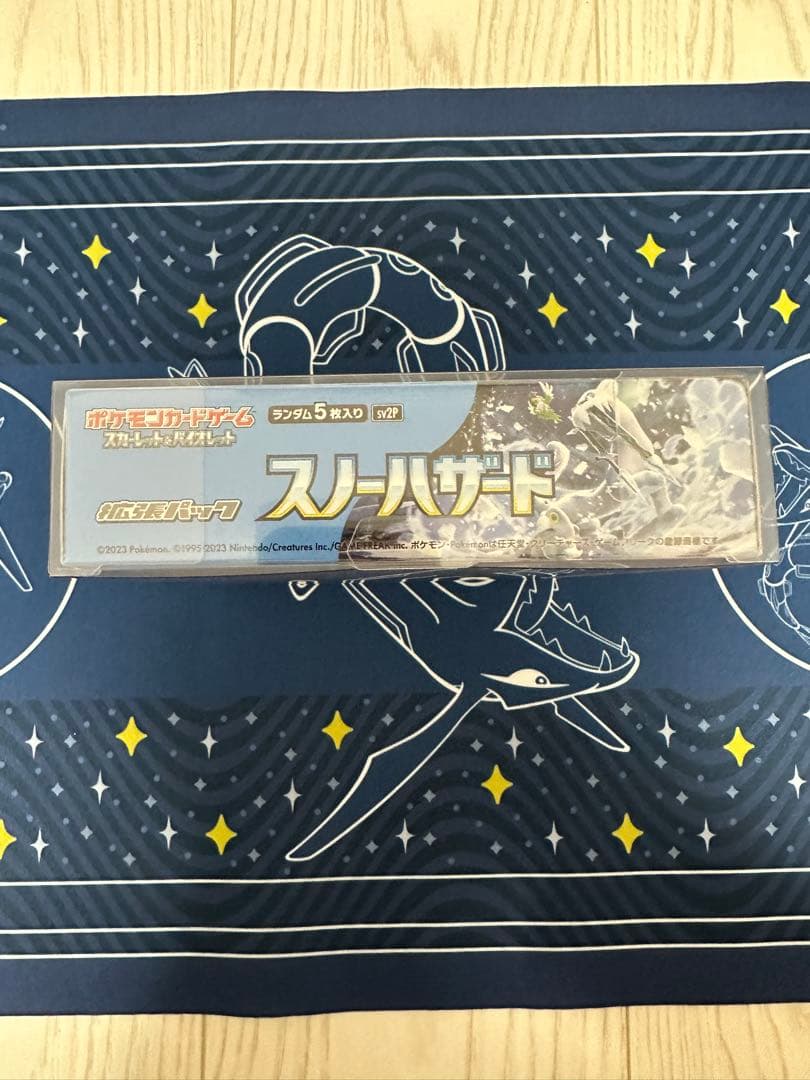 ポケモンカードゲーム
スカーレット&バイオレット
ランダム5枚入り
sv2P
拡張パック
スノーハザード
©2023 Pokémon. ©1995-2023 Nintendo/Creatures Inc./GAME FREAK inc. ポケモン・Pokémonは任天堂・クリーチャーズ・ゲームフリークの登録商標です。